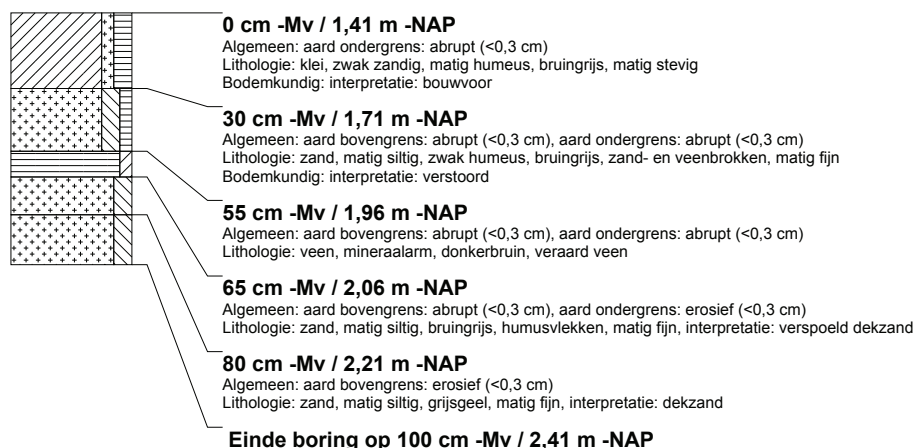 0 cm -Mv / 1,41 m -NAP
Algemeen: aard ondergrens: abrupt (<0,3 cm)
Lithologie: klei, zwak zandig, matig humeus, bruingrijs, matig stevig
Bodemkundig: interpretatie: bouwvoor
30 cm -Mv / 1,71 m -NAP
Algemeen: aard bovengrens: abrupt (<0,3 cm), aard ondergrens: abrupt (<0,3 cm)
Lithologie: zand, matig siltig, zwak humeus, bruingrijs, zand- en veenbrokken, matig fijn
Bodemkundig: interpretatie: verstoord
55 cm -Mv / 1,96 m -NAP
Algemeen: aard bovengrens: abrupt (<0,3 cm), aard ondergrens: abrupt (<0,3 cm)
Lithologie: veen, mineraalarm, donkerbruin, veraard veen
65 cm -Mv / 2,06 m -NAP
Algemeen: aard bovengrens: abrupt (<0,3 cm), aard ondergrens: erosief (<0,3 cm)
Lithologie: zand, matig siltig, bruingrijs, humusvlekken, matig fijn, interpretatie: verspoeld dekzand
80 cm -Mv / 2,21 m -NAP
Algemeen: aard bovengrens: erosief (<0,3 cm)
Lithologie: zand, matig siltig, grijsgeel, matig fijn, interpretatie: dekzand
Einde boring op 100 cm -Mv / 2,41 m -NAP